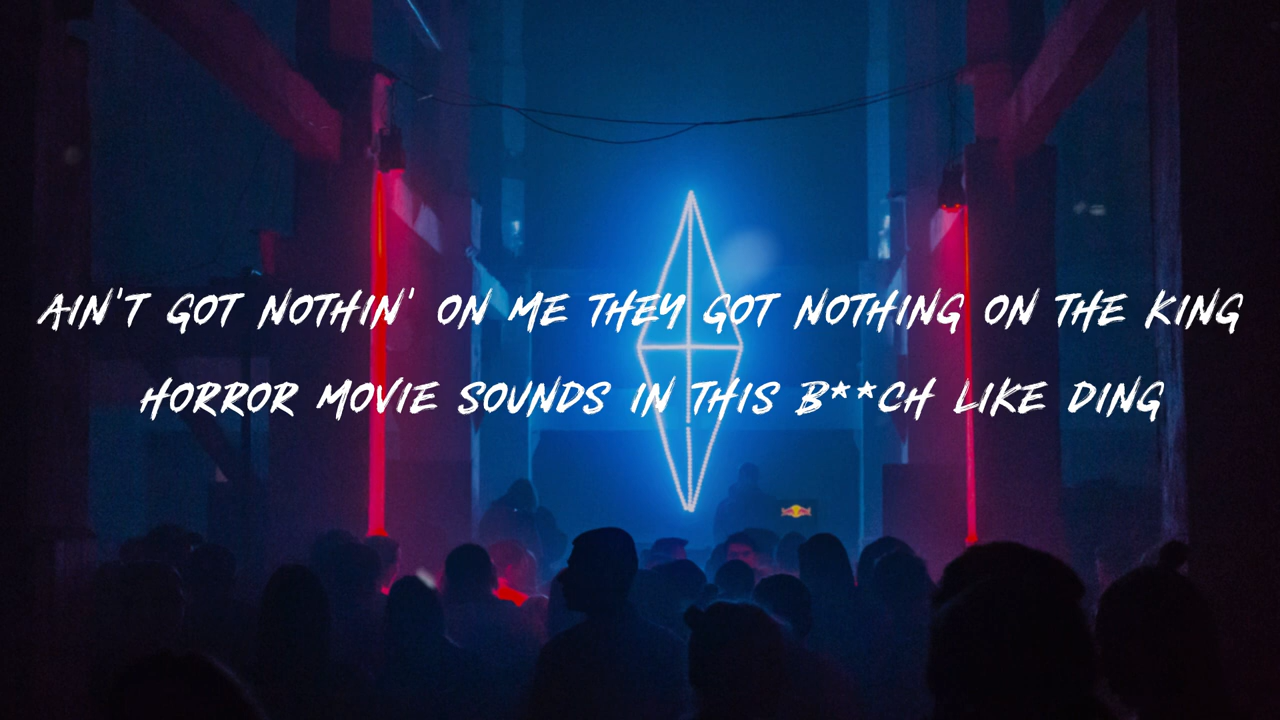 AIN'T GOT NOTHIN' ON ME THEY GOT NOTHING ON THE KING
HORROR MOVIE SOUNDS IN THIS B**CH LIKE DING